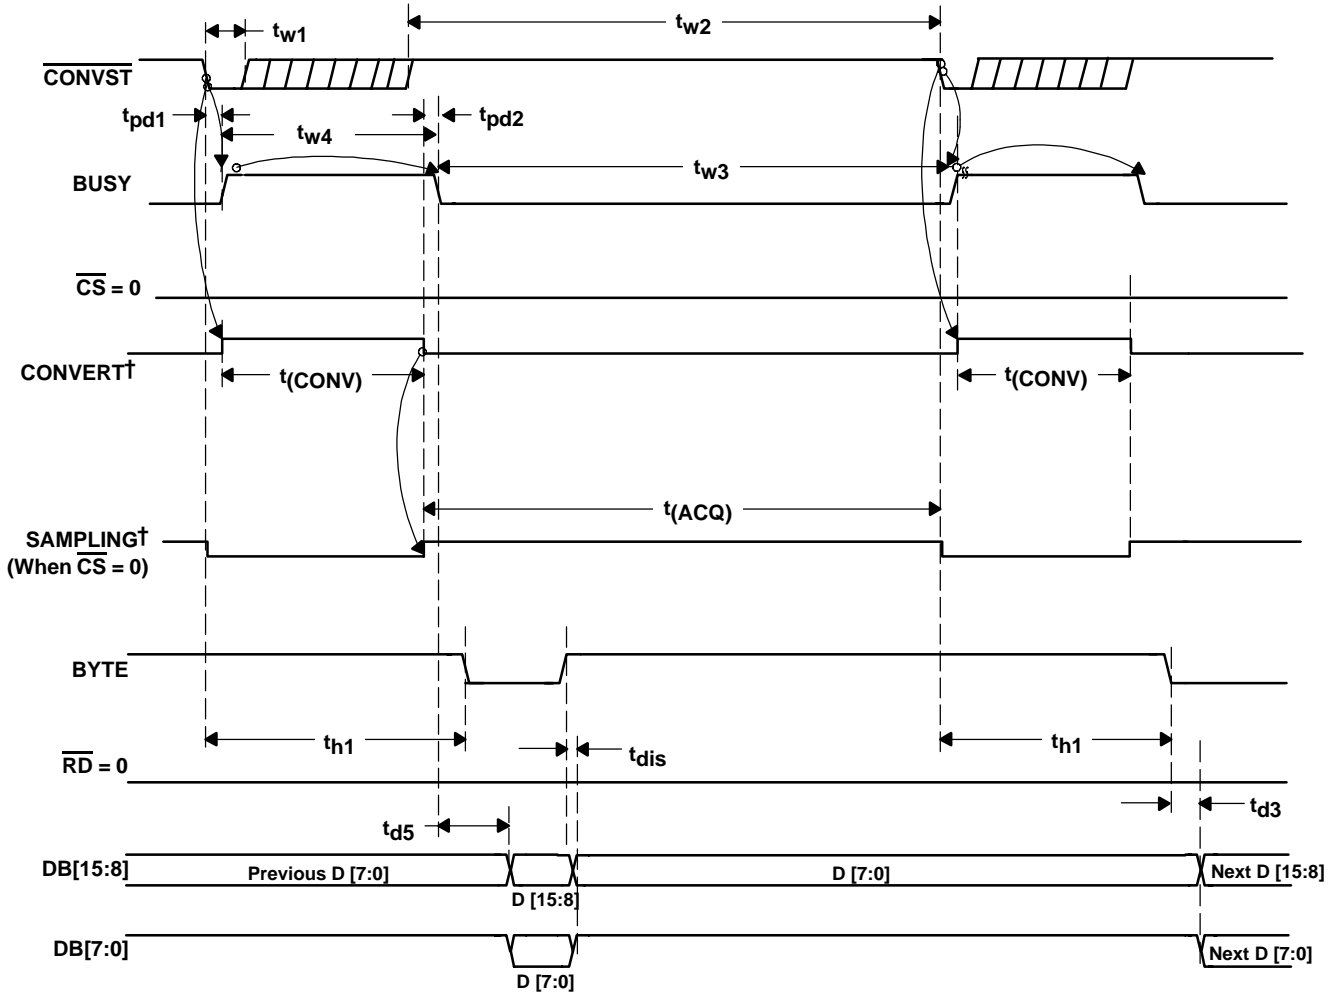 tw1
tw2
CONVST
tpd1
tw4
tpd2
tw3
BUSY
CS = 0
CONVERT†
t(CONV)
t(CONV)
t(ACQ)
SAMPLING†
(When CS = 0)
BYTE
th1
tdis
th1
RD = 0
td5
td3
DB[15:8]
Previous D [7:0]
D [15:8]
D [7:0]
Next D [15:8]
DB[7:0]
D [7:0]
Next D [7:0]